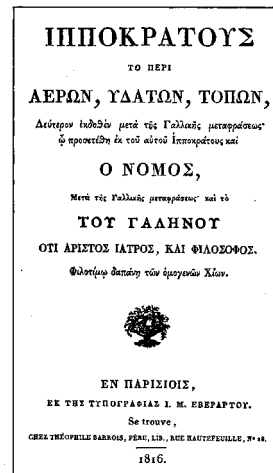 ΙΠΠΟΚΡΑΤΟΥΣ
ΤΟ ΠΕΡΙ
ΑΕΡΩΝ, ΥΔΑΤΩΝ, ΤΟΠΩΝ,
Δεύτερον ἐκδοθὲν μετὰ τῆς Γαλλικῆς μεταφράσεως·
ᾧ προσετέθη ἐκ τοῦ αὐτοῦ Ἱπποκράτους καὶ
Ο ΝΟΜΟΣ,
Μετὰ τῆς Γαλλικῆς μεταφράσεως· καὶ τὸ
ΤΟΥ ΓΑΛΗΝΟΥ
ΟΤΙ ΑΡΙΣΤΟΣ ΙΑΤΡΟΣ, ΚΑΙ ΦΙΛΟΣΟΦΟΣ.
Φιλοτίμῳ δαπάνῃ τῶν ὁμογενῶν Χίων.
ΕΝ ΠΑΡΙΣΙΟΙΣ,
ΕΚ ΤΗΣ ΤΥΠΟΓΡΑΦΙΑΣ Ι. Μ. ΕΒΕΡΑΡΤΟΥ.
Se trouve,
CHEZ THÉOPHILE BARROIS, PÈRE, LIB., RUE HAUTEFEUILLE, Nº 28.
1816.